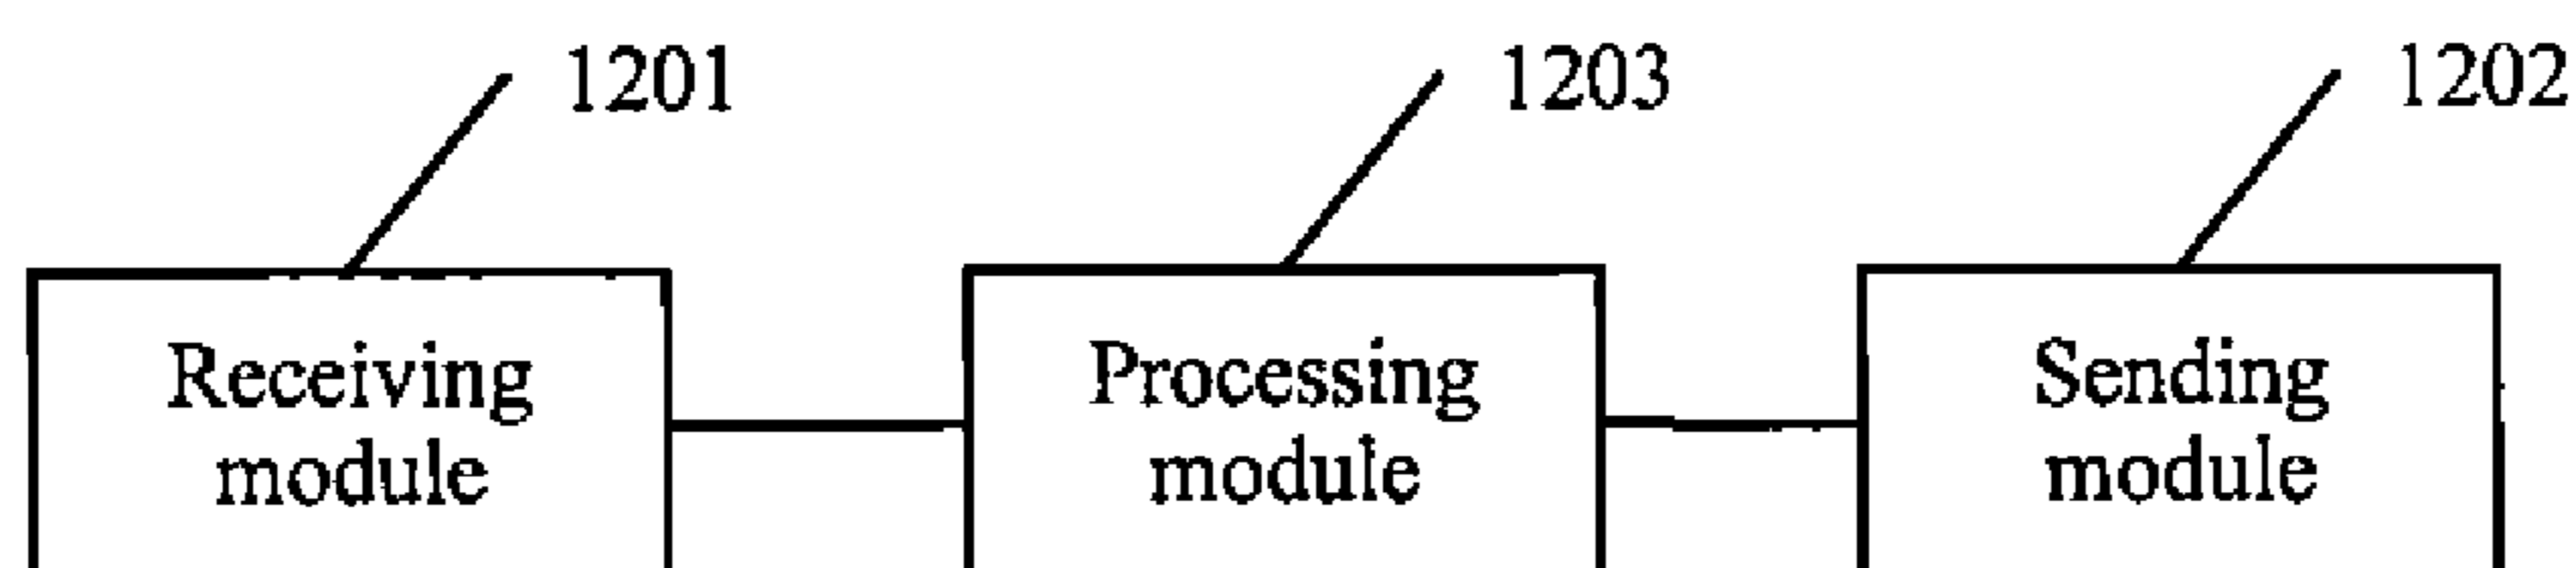 1201
1203
1202
Receiving
module
Processing
module
Sending
module